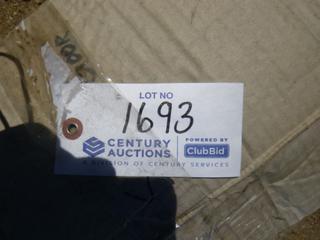 LOT NO
1693
CENTURY AUCTIONS
POWERED BY
ClubBid
A DIVISION OF CENTURY SERVICES